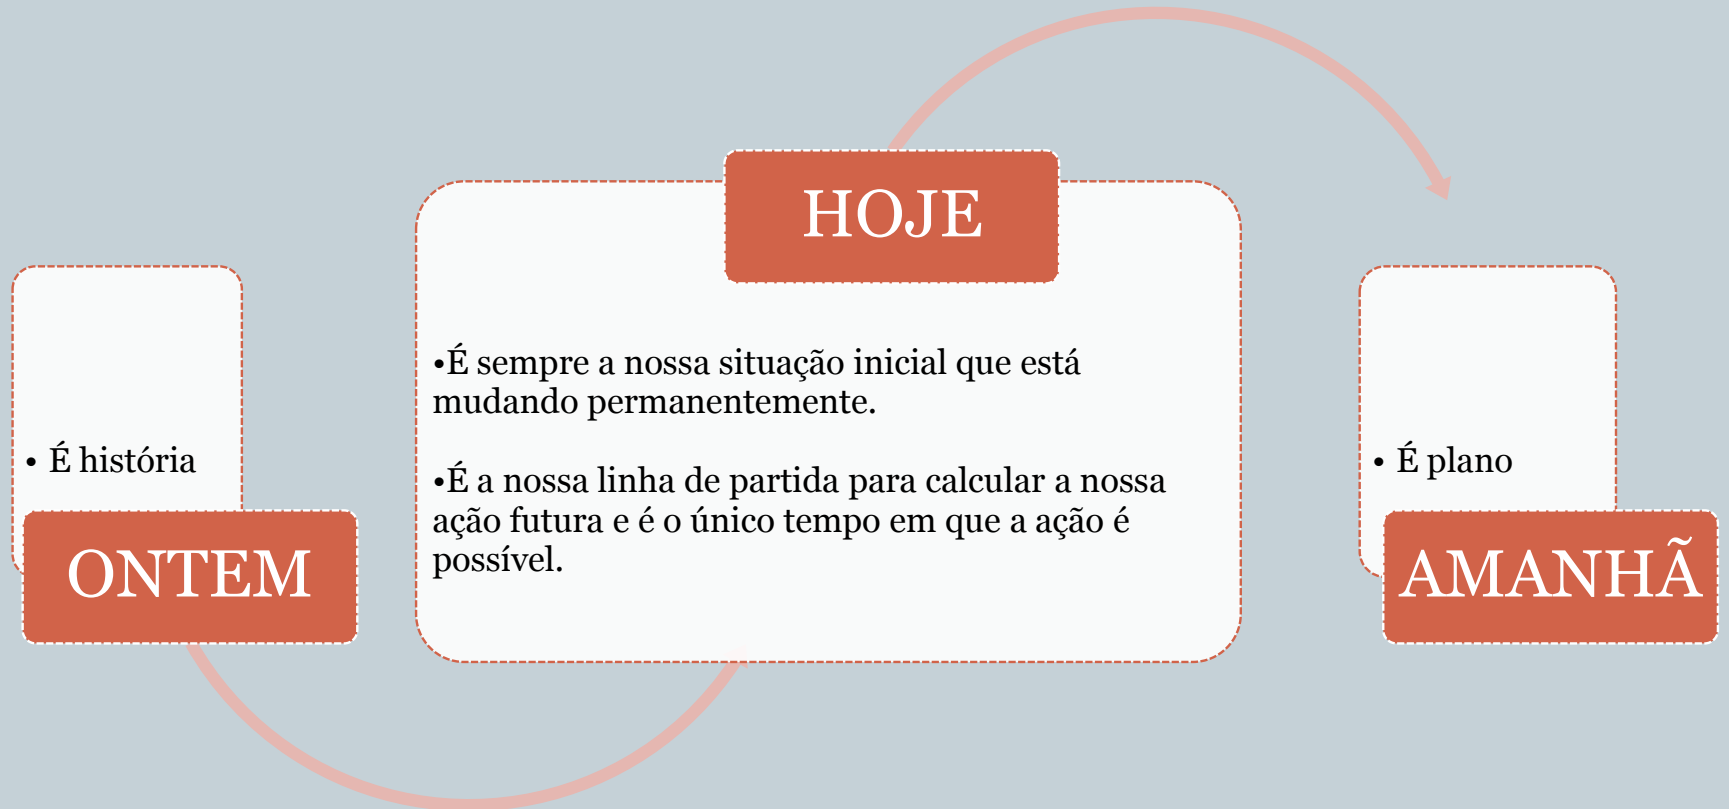 • É história
ONTEM
HOJE
•É sempre a nossa situação inicial que está
mudando permanentemente.
•É a nossa linha de partida para calcular a nossa
ação futura e é o único tempo em que a ação é
possível.
• É plano
AMANHÃ